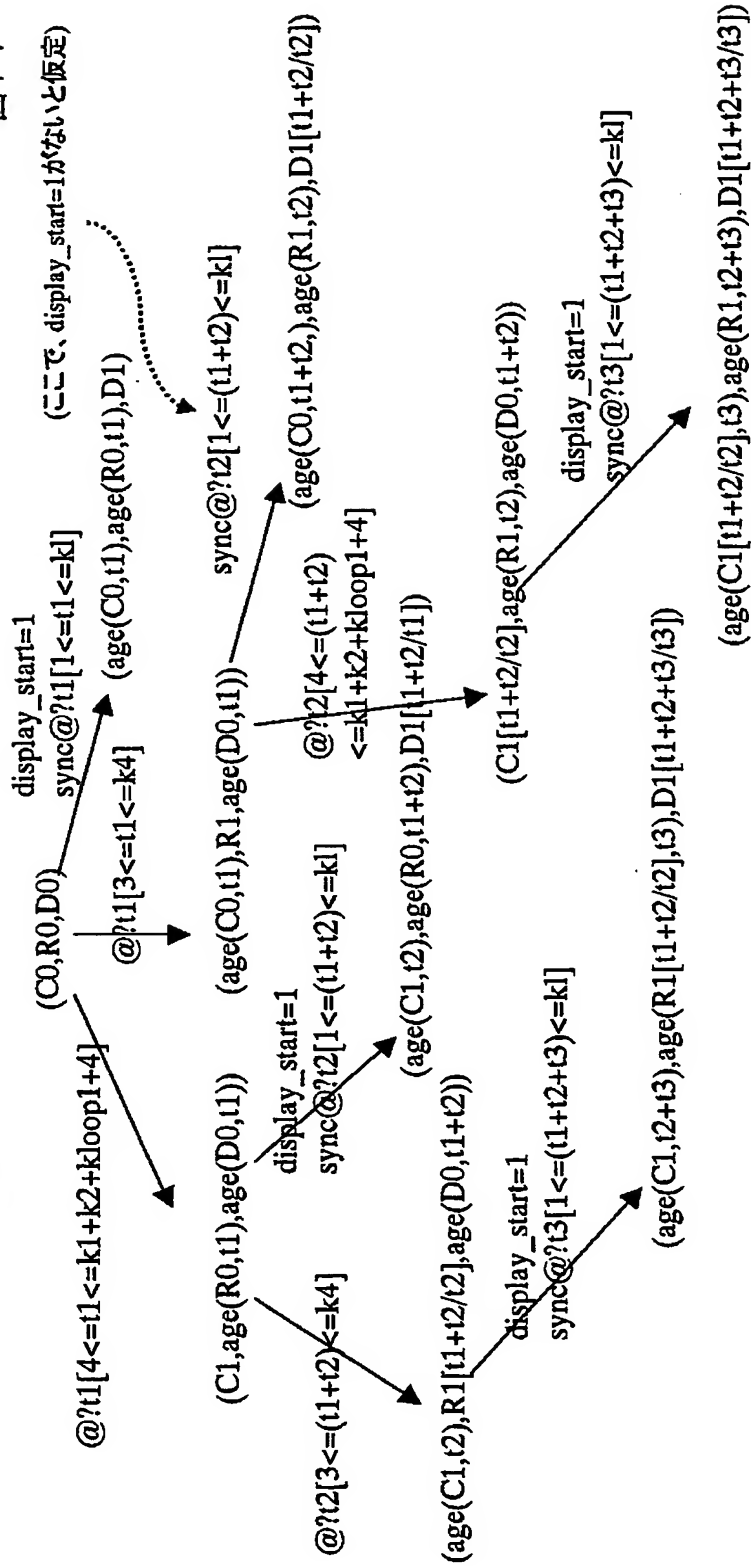 (ここで、display_start=1がないと仮定)
display_start=1
sync@?t1[1<=t1<=kl]
(C0,R0,D0)
@?t1[4<=t1<=k1+k2+kloop1+4]
@?t1[3<=t1<=k4]
(age(C0,t1),age(R0,t1),D1)
(C1,age(R0,t1),age(D0,t1))
(age(C0,t1),R1,age(D0,t1))
sync@?t2[1<=(t1+t2)<=kl]
(age(C0,t1+t2,),age(R1,t2),D1[t1+t2/t2])
@?t2[3<=(t1+t2)<=k4]
display_start=1
sync@?t2[1<=(t1+t2)<=kl]
@?t2[4<=(t1+t2)
<=k1+k2+kloop1+4]
(age(C1,t2),R1[t1+t2/t2],age(D0,t1+t2))
(age(C1,t2),age(R0,t1+t2),D1[t1+t2/t1])
(C1[t1+t2/t2],age(R1,t2),age(D0,t1+t2))
display_start=1
sync@?t3[1<=(t1+t2+t3)<=kl]
display_start=1
sync@?t3[1<=(t1+t2+t3)<=kl]
(age(C1,t2+t3),age(R1[t1+t2/t2],t3),D1[t1+t2+t3/t3])
(age(C1[t1+t2/t2],t3),age(R1,t2+t3),D1[t1+t2+t3/t3])